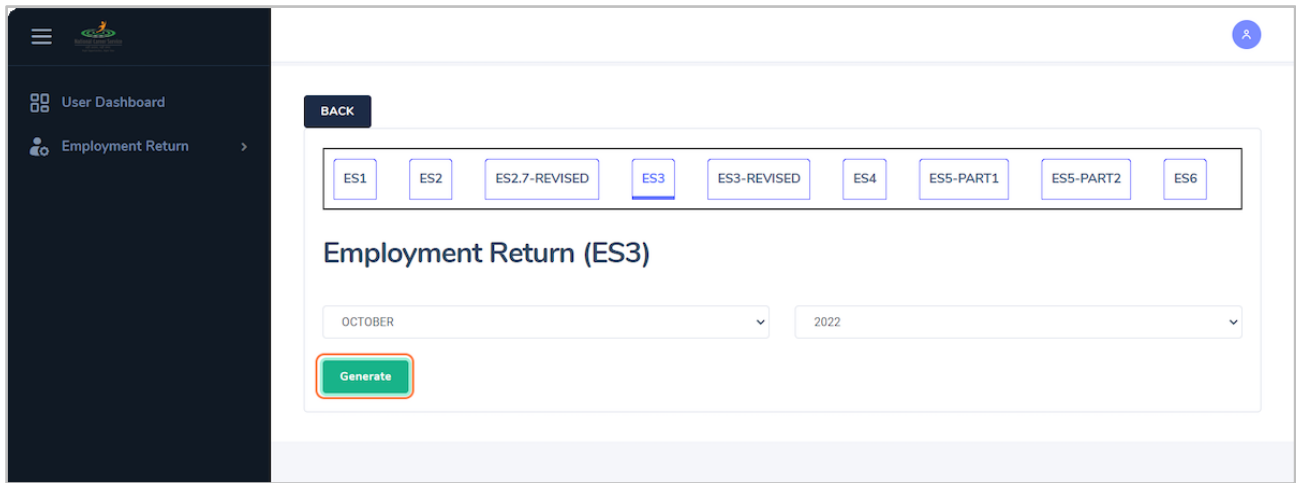 User Dashboard
Employment Return
BACK
ES1 ES2 ES2.7-REVISED ES3 ES3-REVISED ES4 ES5-PART1 ES5-PART2 ES6
Employment Return (ES3)
OCTOBER 2022
Generate